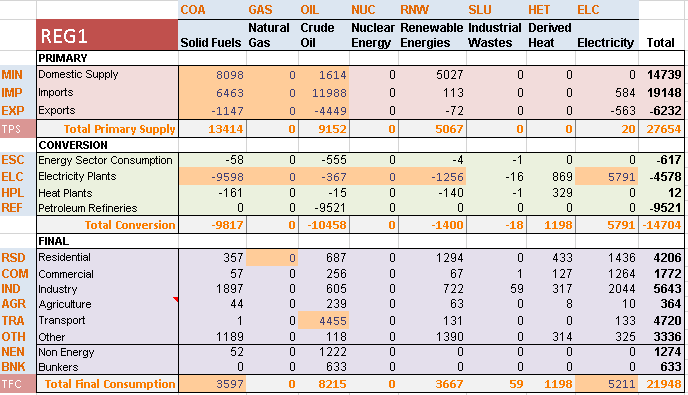 COA GAS OIL NUC RNW SLU HET ELC
REG1 Solid Fuels Natural Gas Crude Oil Nuclear Energy Renewable Energies Industrial Wastes Derived Heat Electricity Total
PRIMARY
MIN Domestic Supply 8098 0 1614 0 5027 0 0 0 14739
IMP Imports 6463 0 11988 0 113 0 0 584 19148
EXP Exports -1147 0 -4449 0 -72 0 0 -563 -6232
TPS Total Primary Supply 13414 0 9152 0 5067 0 0 20 27654
CONVERSION
ESC Energy Sector Consumption -58 0 -555 0 -4 -1 0 0 -617
ELC Electricity Plants -9598 0 -367 0 -1256 -16 869 5791 -4578
HPL Heat Plants -161 0 -15 0 -140 -1 329 0 12
REF Petroleum Refineries 0 0 -9521 0 0 0 0 0 -9521
Total Conversion -9817 0 -10458 0 -1400 -18 1198 5791 -14704
FINAL
RSD Residential 357 0 687 0 1294 0 433 1436 4206
COM Commercial 57 0 256 0 67 1 127 1264 1772
IND Industry 1897 0 605 0 722 59 317 2044 5643
AGR Agriculture 44 0 239 0 63 0 8 10 364
TRA Transport 1 0 4455 0 131 0 0 133 4720
OTH Other 1189 0 118 0 1390 0 314 325 3336
NEN Non Energy 52 0 1222 0 0 0 0 0 1274
BNK Bunkers 0 0 633 0 0 0 0 0 633
TFC Total Final Consumption 3597 0 8215 0 3667 59 1198 5211 21948